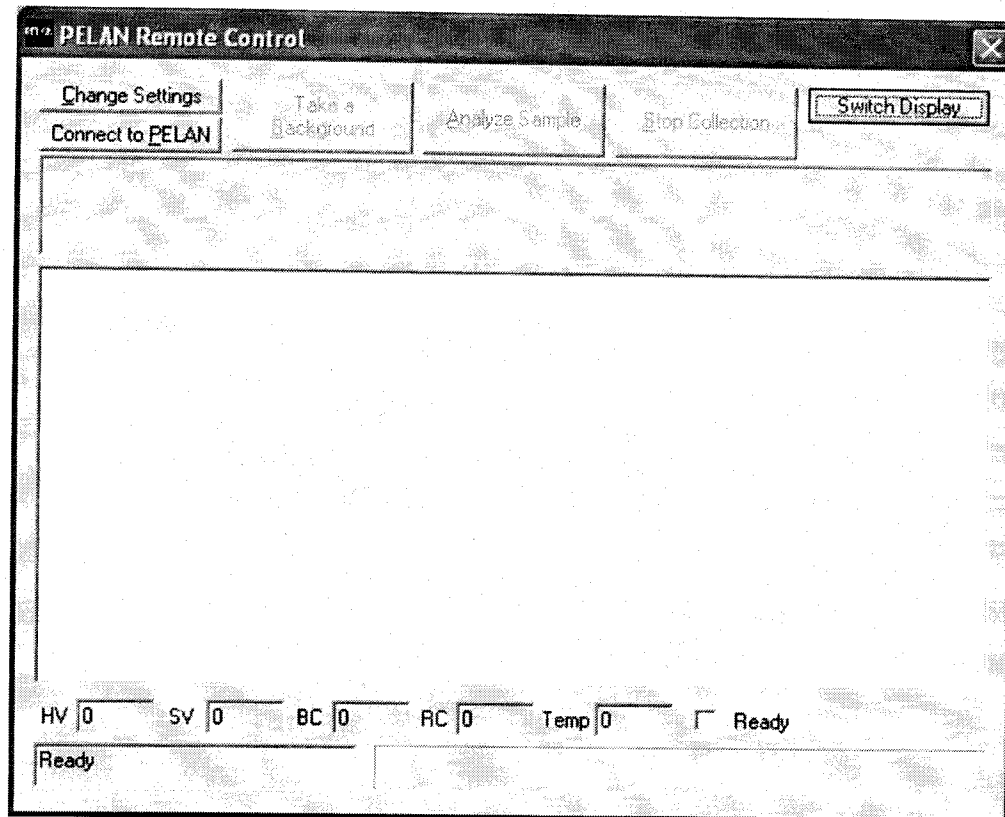 PELAN Remote Control
Change Settings
Connect to PELAN
Take a
Background
Analyze Sample
Stop Collection
Switch Display
HV 0 SV 0 BC 0 RC 0 Temp 0 Ready
Ready